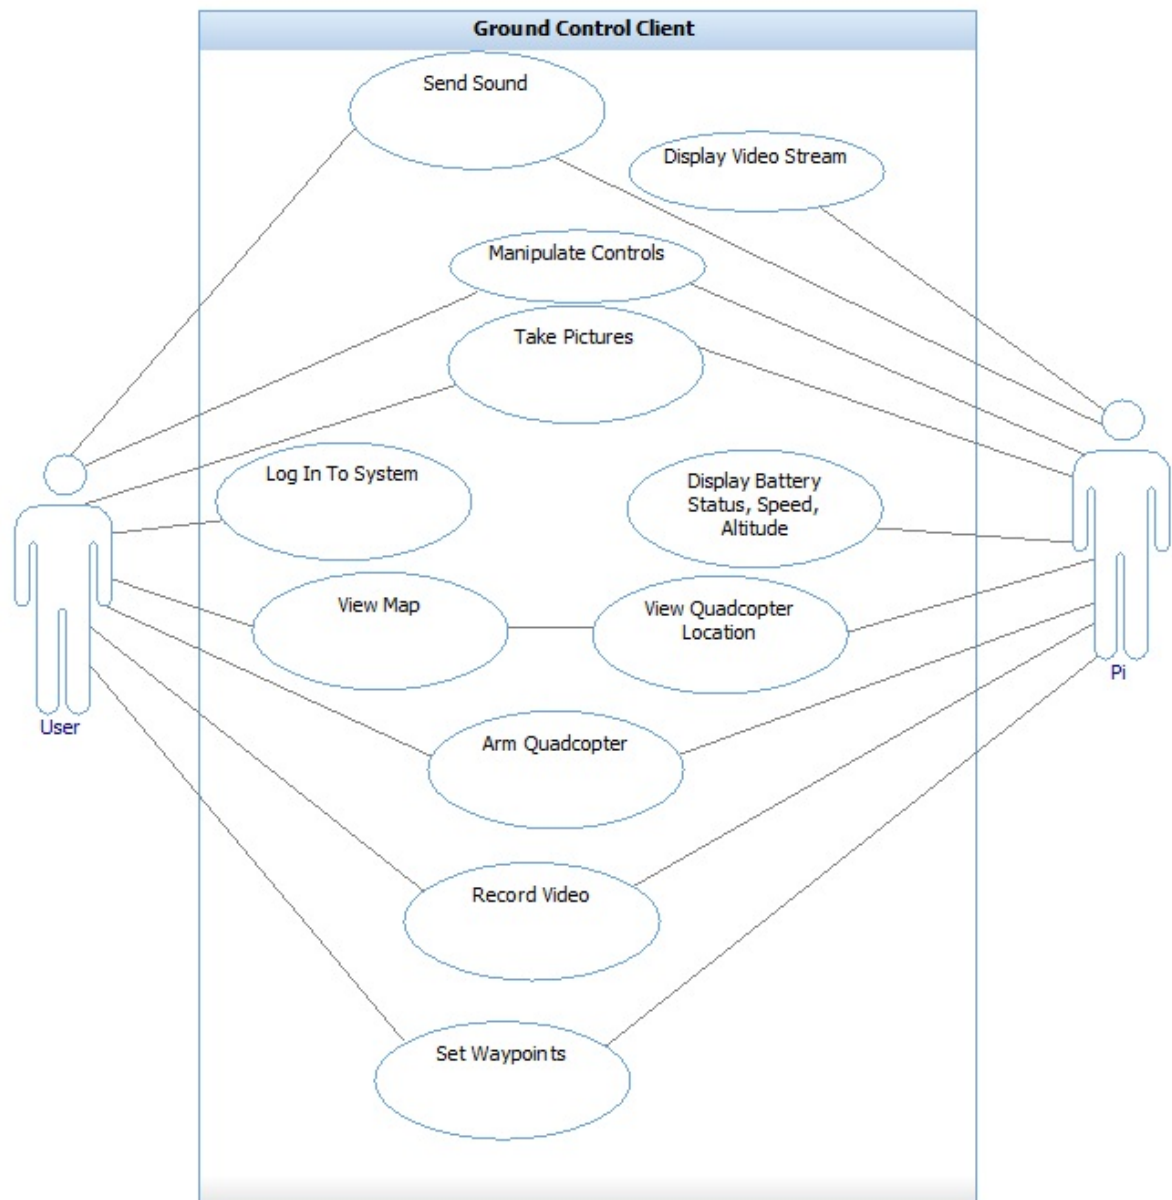 Ground Control Client
Send Sound
Display Video Stream
Manipulate Controls
Take Pictures
Log In To System
Display Battery
Status, Speed,
Altitude
View Map
View Quadcopter
Location
Pi
User
Arm Quadcopter
Record Video
Set Waypoints